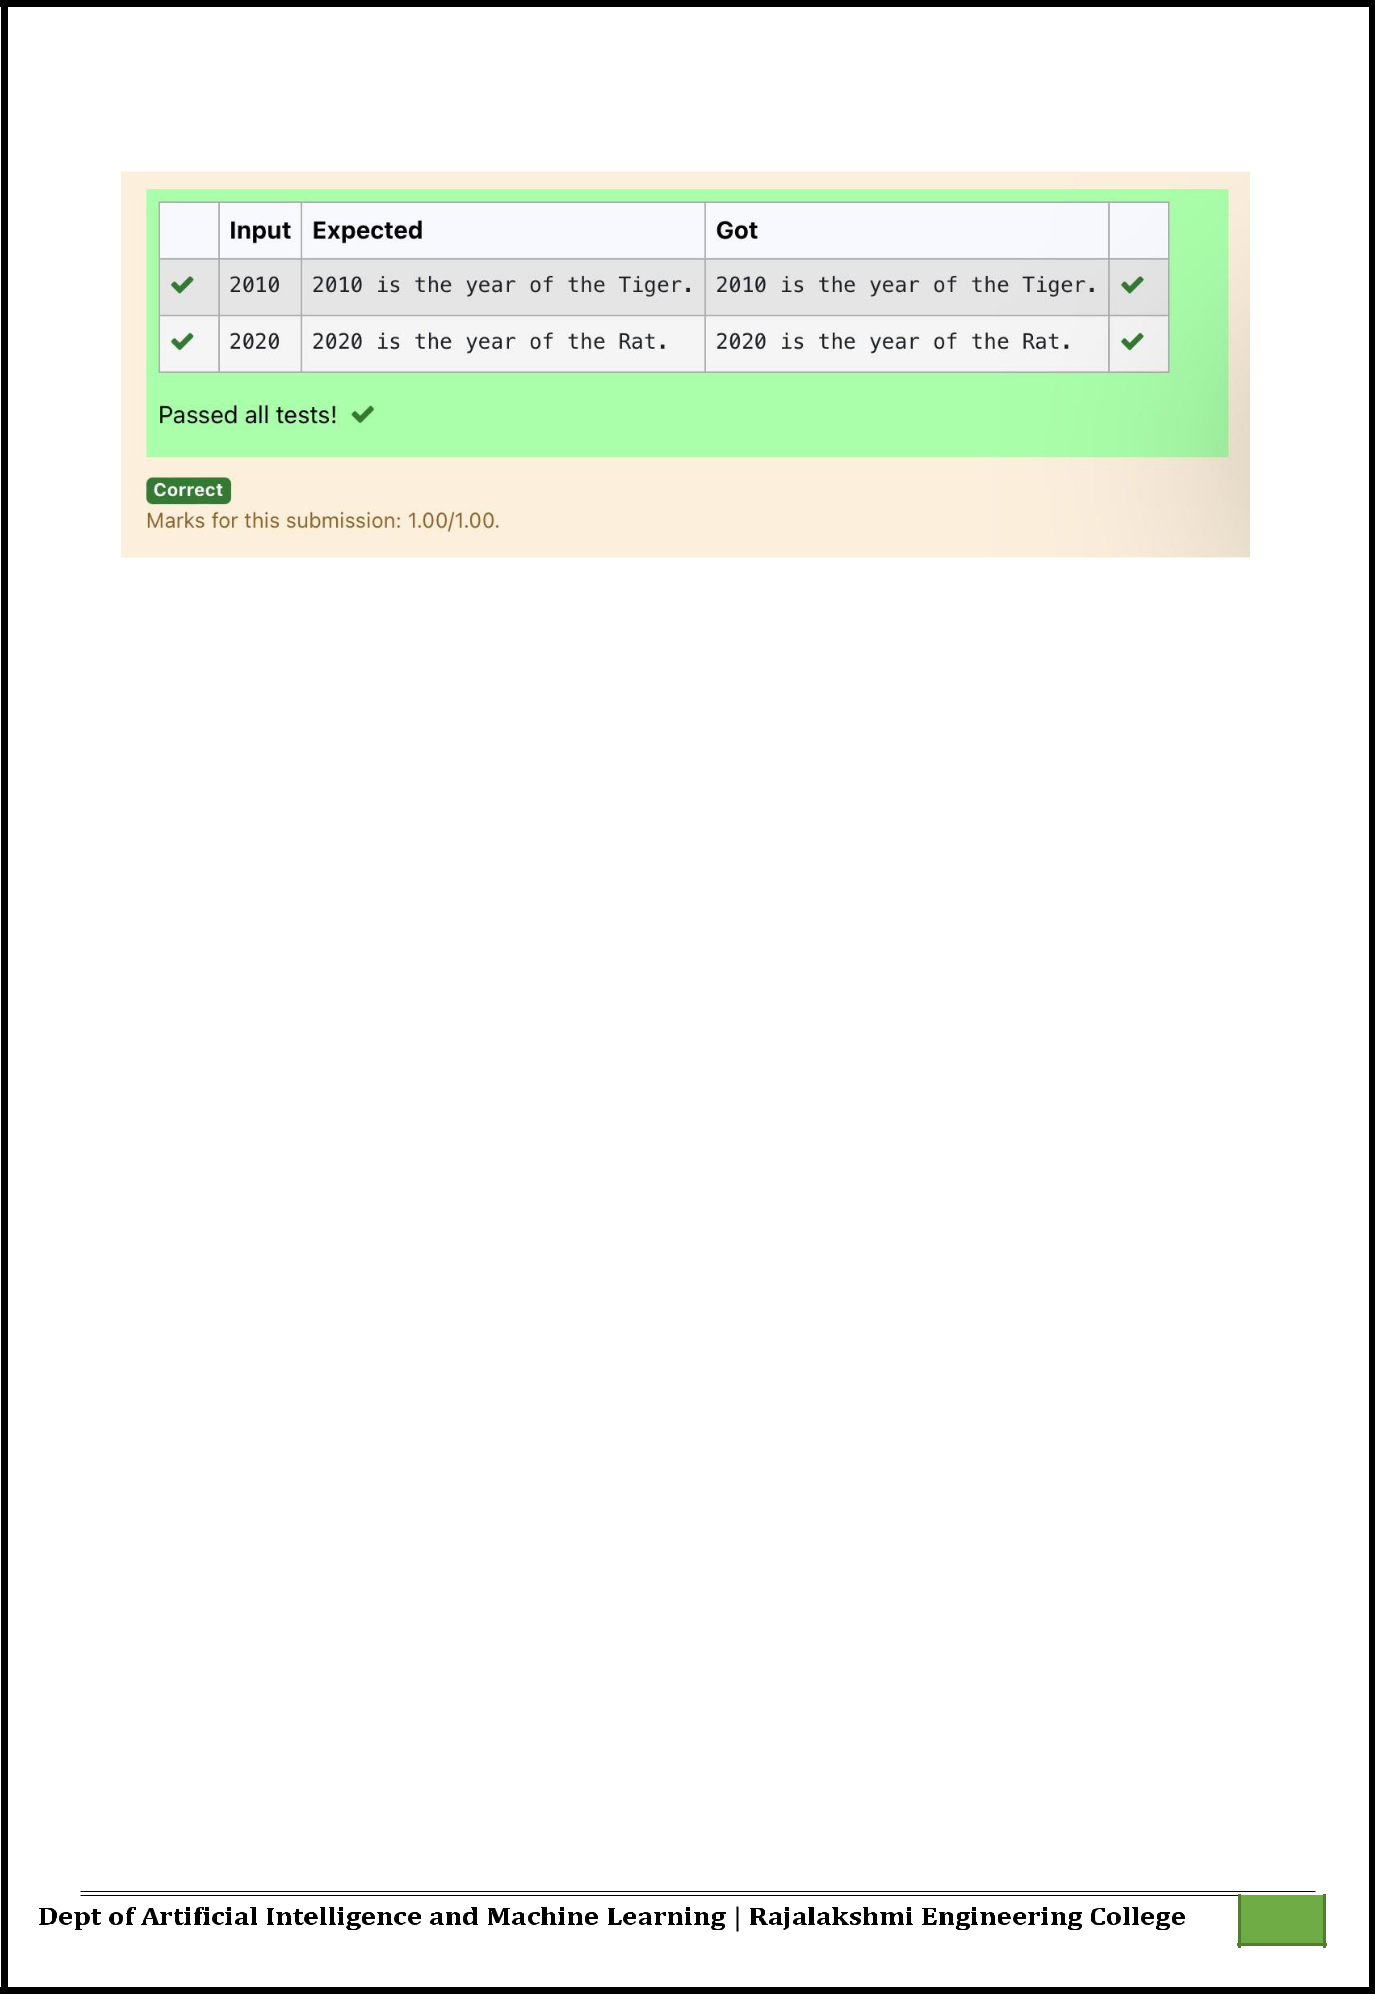 Input Expected Got
2010 2010 is the year of the Tiger. 2010 is the year of the Tiger.
2020 2020 is the year of the Rat. 2020 is the year of the Rat.
Passed all tests!
Correct
Marks for this submission: 1.00/1.00.
Dept of Artificial Intelligence and Machine Learning | Rajalakshmi Engineering College